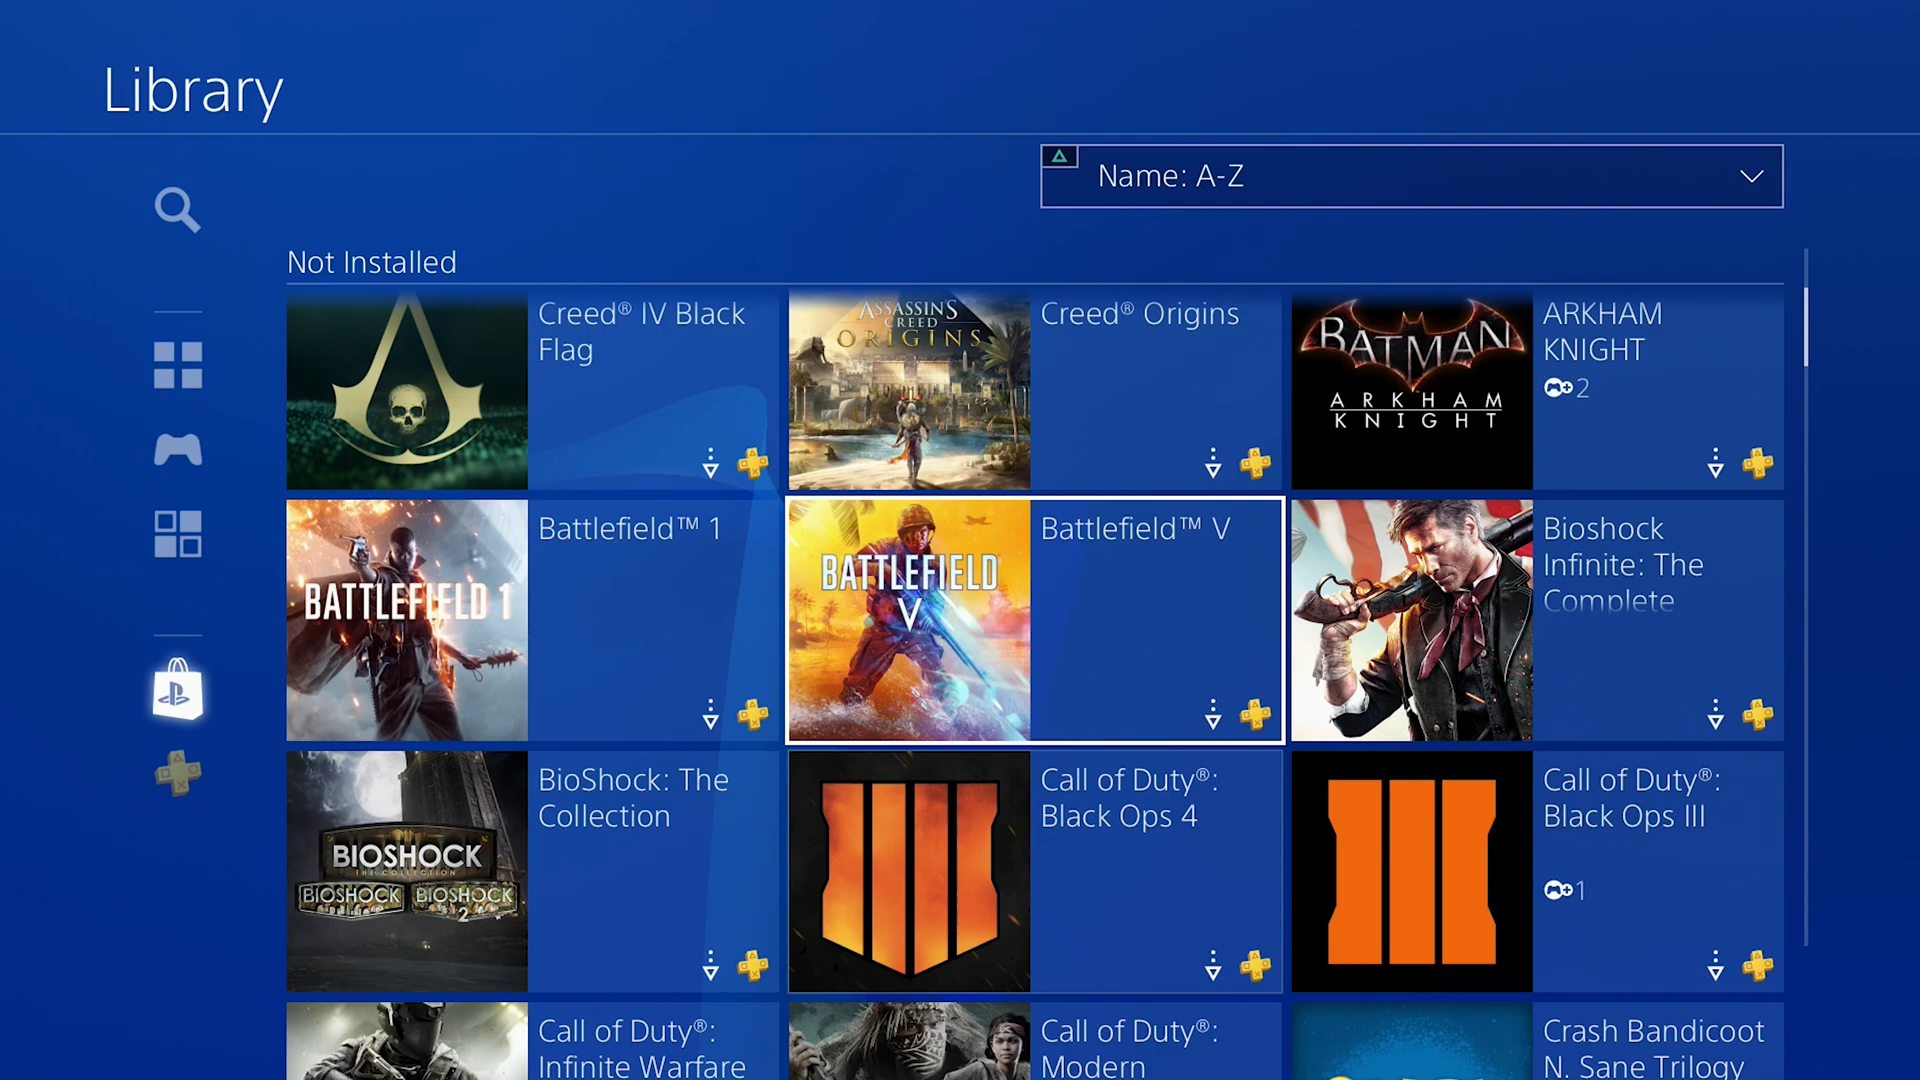 Library
Name: A-Z
Not Installed
Creed® IV Black
Flag
ASSASSIN'S
CREED
ORIGINS
Creed® Origins
BATMAN
ARKHAM
KNIGHT
ARKHAM
KNIGHT
2
BATTLEFIELD 1
Battlefield™ 1
BATTLEFIELD
V
Battlefield™ V
Bioshock
Infinite: The
Complete
BIOSHOCK
THE COLLECTION
BIOSHOCK
BIOSHOCK
2
BioShock: The
Collection
Call of Duty®:
Black Ops 4
Call of Duty®:
Black Ops III
1
Call of Duty®:
Infinite Warfare
Call of Duty®:
Modern
Crash Bandicoot
N. Sane Trilogy